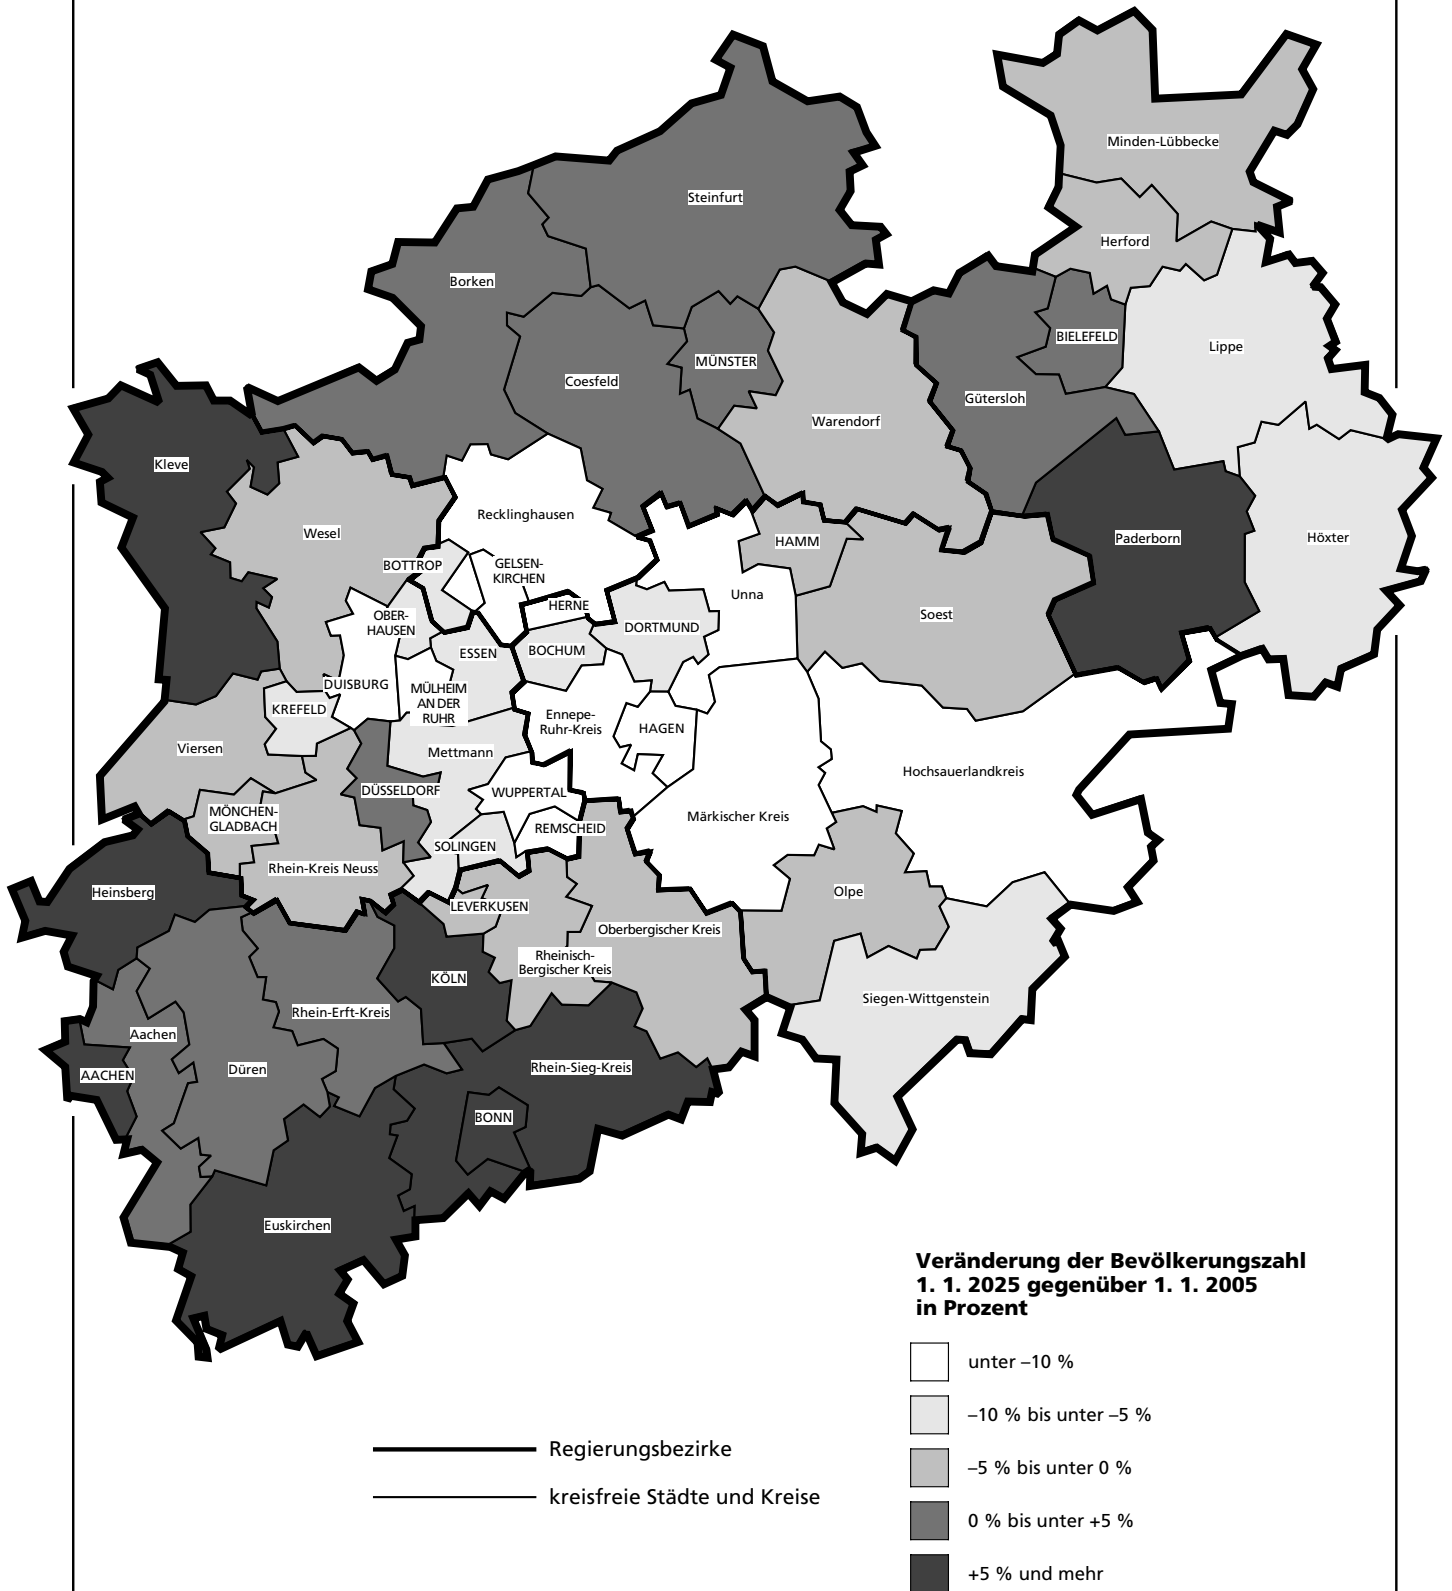 Minden-Lübbecke
Steinfurt
Herford
Borken
BIELEFELD
Lippe
MÜNSTER
Coesfeld
Gütersloh
Warendorf
Kleve
Recklinghausen
Wesel
HAMM
Paderborn
Höxter
BOTTROP
GELSEN-
KIRCHEN
Unna
HERNE
Soest
OBER-
HAUSEN
DORTMUND
ESSEN
BOCHUM
DUISBURG
MÜLHEIM
AN DER
RUHR
KREFELD
Ennepe-
Ruhr-Kreis
HAGEN
Viersen
Mettmann
Hochsauerlandkreis
DÜSSELDORF
WUPPERTAL
MÖNCHEN-
GLADBACH
Märkischer Kreis
REMSCHEID
SOLINGEN
Rhein-Kreis Neuss
Heinsberg
Olpe
LEVERKUSEN
Oberbergischer Kreis
Rheinisch-
Bergischer Kreis
KÖLN
Siegen-Wittgenstein
Rhein-Erft-Kreis
Aachen
Düren
Rhein-Sieg-Kreis
AACHEN
BONN
Euskirchen
Veränderung der Bevölkerungszahl
1. 1. 2025 gegenüber 1. 1. 2005
in Prozent
unter –10 %
–10 % bis unter –5 %
–5 % bis unter 0 %
0 % bis unter +5 %
+5 % und mehr
Regierungsbezirke
kreisfreie Städte und Kreise